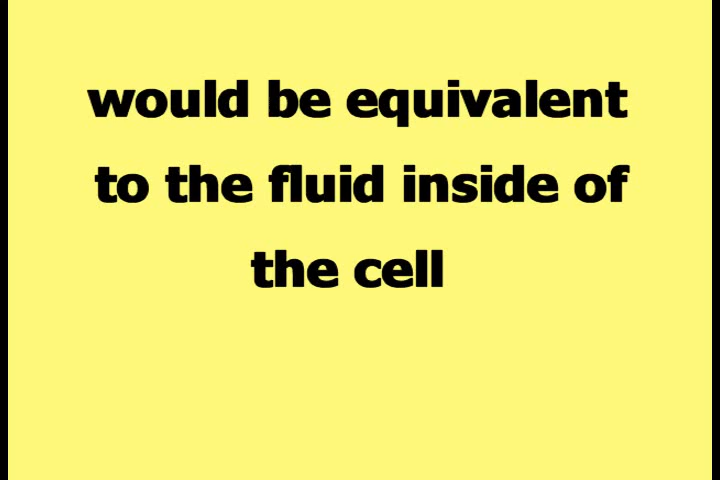 would be equivalent
to the fluid inside of
the cell